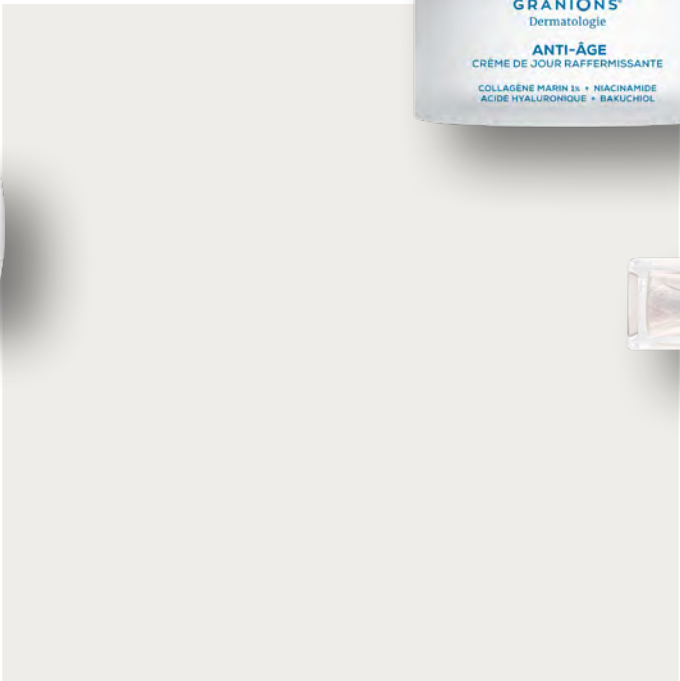 GRANIONS®
Dermatologie
ANTI-ÂGE
CRÈME DE JOUR RAFFERMISSANTE
COLLAGÈNE MARIN 1% • NIACINAMIDE
ACIDE HYALURONIQUE • BAKUCHIOL